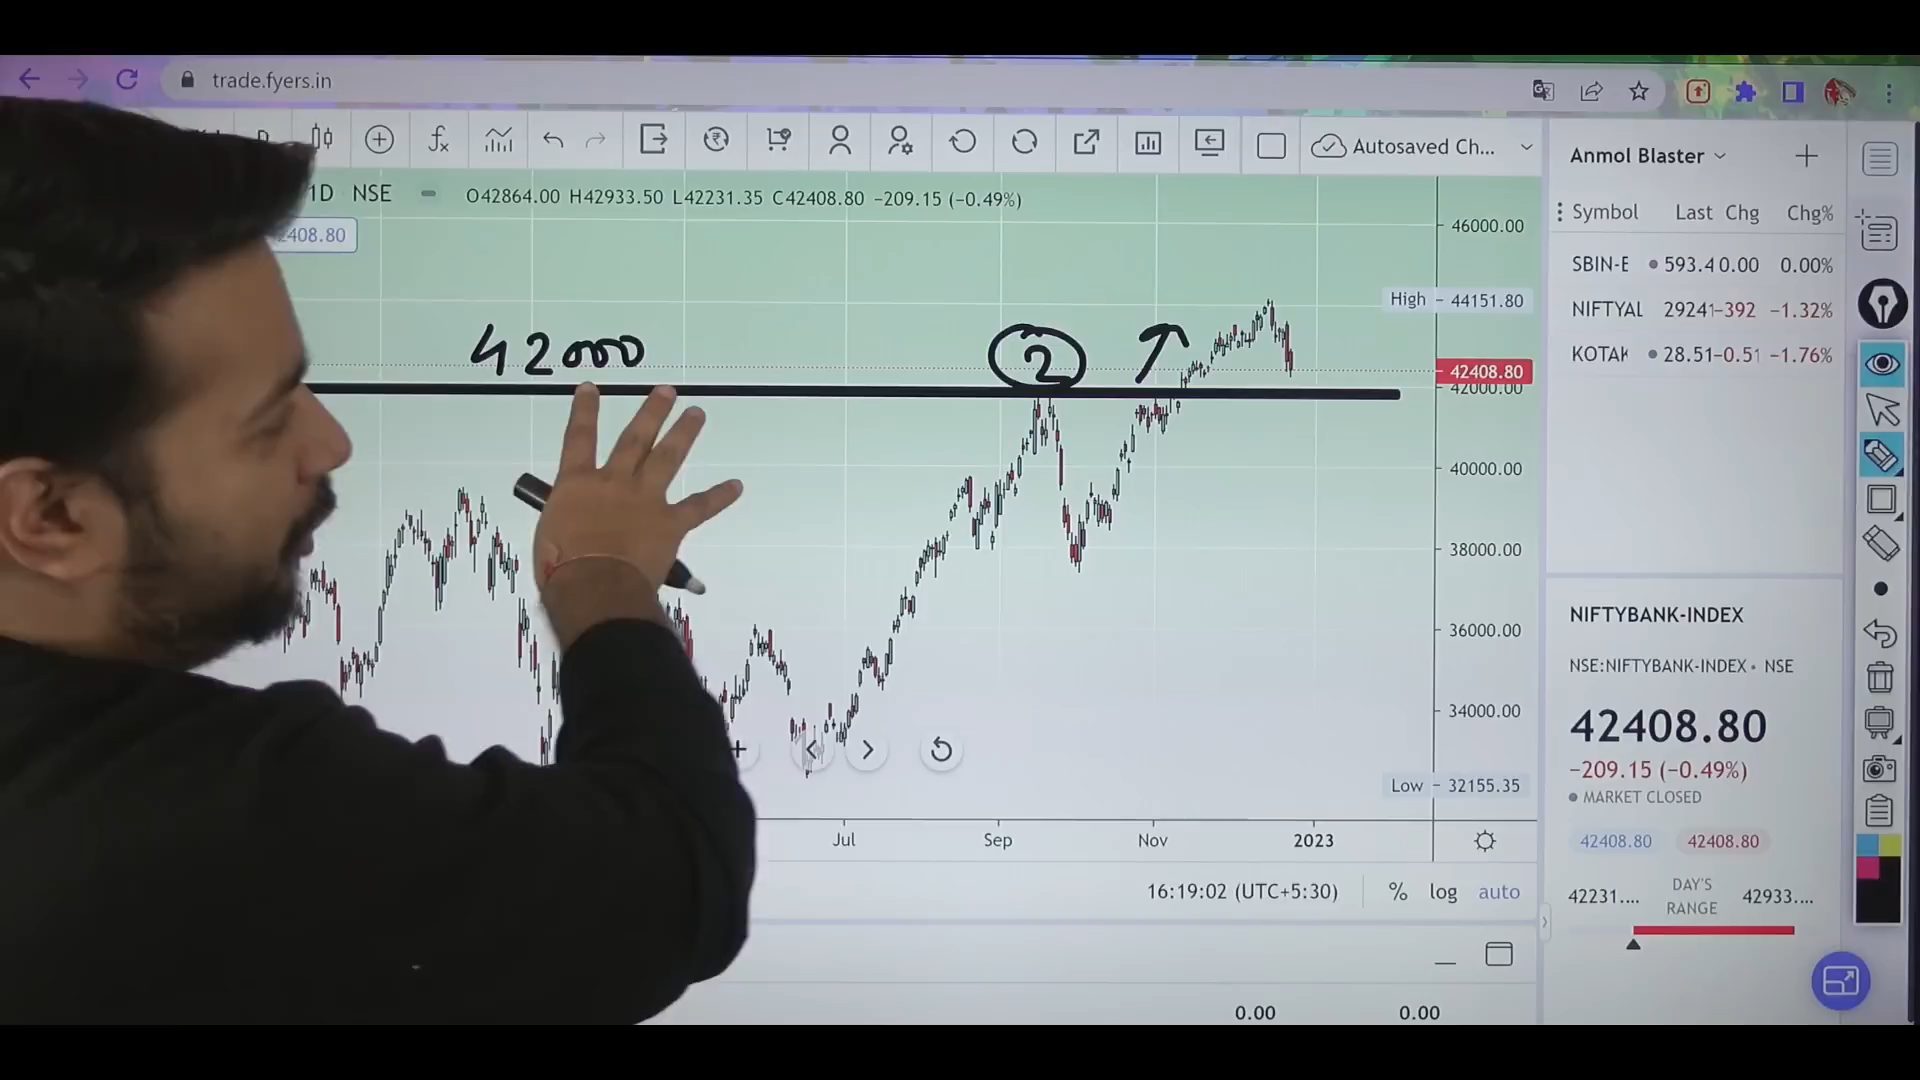 trade.fyers.in
Autosaved Ch...
1D NSE O42864.00 H42933.50 L42231.35 C42408.80 −209.15 (−0.49%)
2408.80
46000.00
High 44151.80
42000
2
42408.80
42000.00
40000.00
38000.00
36000.00
34000.00
Low 32155.35
Jul Sep Nov 2023
16:19:02 (UTC+5:30) % log auto
0.00 0.00
Anmol Blaster
Symbol Last Chg Chg%
SBIN-E 593.4 0.00 0.00%
NIFTYAL 29241 −392 −1.32%
KOTAK 28.51 −0.51 −1.76%
NIFTYBANK-INDEX
NSE:NIFTYBANK-INDEX • NSE
42408.80
−209.15 (−0.49%)
MARKET CLOSED
42408.80 42408.80
42231.... DAY'S RANGE 42933....